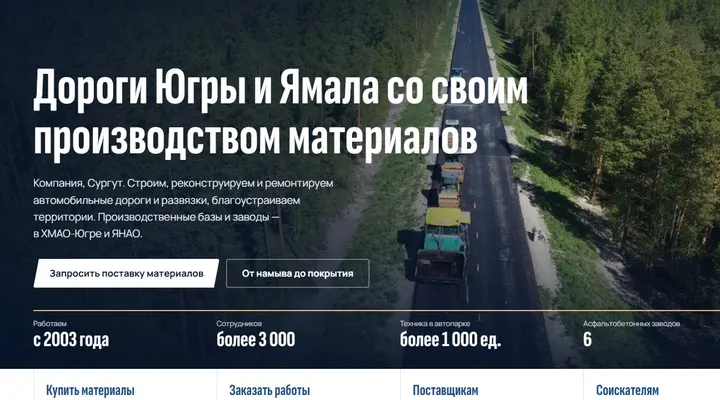 Дороги Югры и Ямала со своим
производством материалов
Компания, Сургут. Строим, реконструируем и ремонтируем
автомобильные дороги и развязки, благоустраиваем
территории. Производственные базы и заводы —
в ХМАО-Югре и ЯНАО.
Запросить поставку материалов
От намыва до покрытия
Работаем
с 2003 года
Сотрудников
более 3 000
Техника в автопарке
более 1 000 ед.
Асфальтобетонных заводов
6
Купить материалы
Заказать работы
Поставщикам
Соискателям